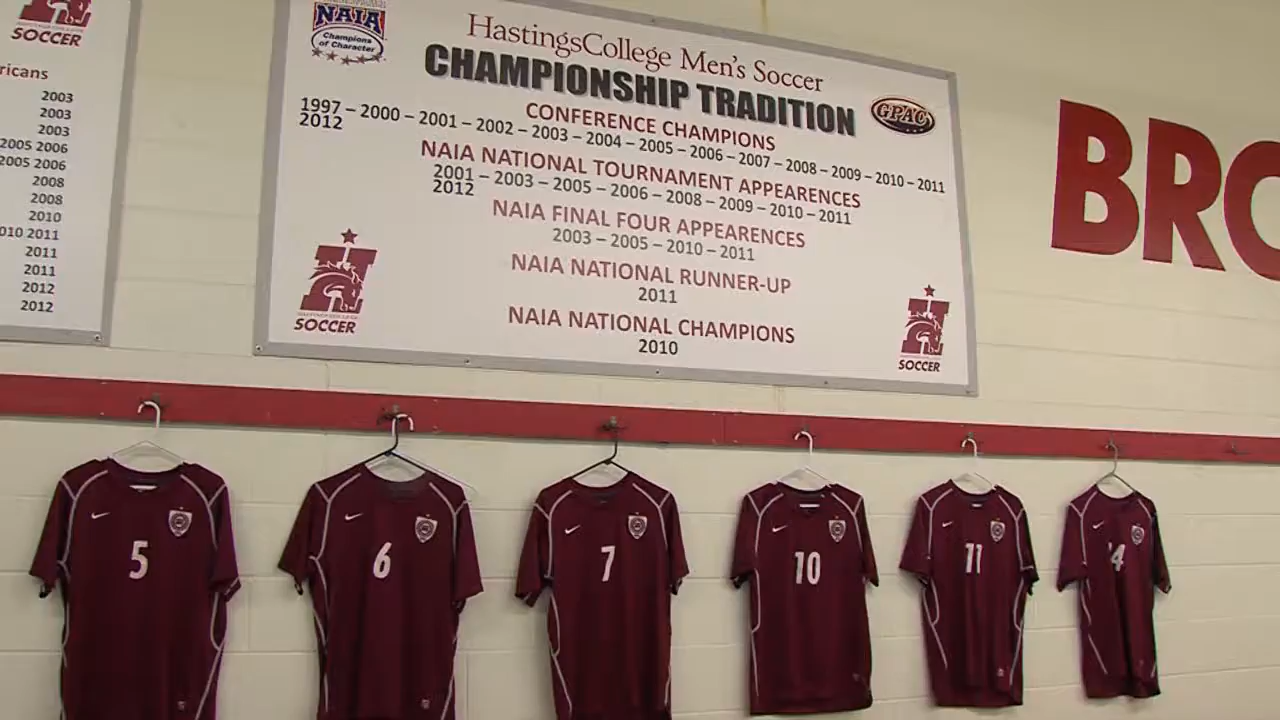 SOCCER
ricans
2003
2003
2003
2005 2006
2005 2006
2008
2008
2010
010 2011
2011
2011
2012
2012
NAIA
Champions
of Character
HastingsCollege Men's Soccer
CHAMPIONSHIP TRADITION
GPAC
CONFERENCE CHAMPIONS
1997 – 2000 – 2001 – 2002 – 2003 – 2004 – 2005 – 2006 – 2007 – 2008 – 2009 – 2010 – 2011
2012
NAIA NATIONAL TOURNAMENT APPEARENCES
2001 – 2003 – 2005 – 2006 – 2008 – 2009 – 2010 – 2011
2012
NAIA FINAL FOUR APPEARENCES
2003 – 2005 – 2010 – 2011
NAIA NATIONAL RUNNER-UP
2011
NAIA NATIONAL CHAMPIONS
2010
SOCCER
SOCCER
BRO
5
6
7
10
11
14